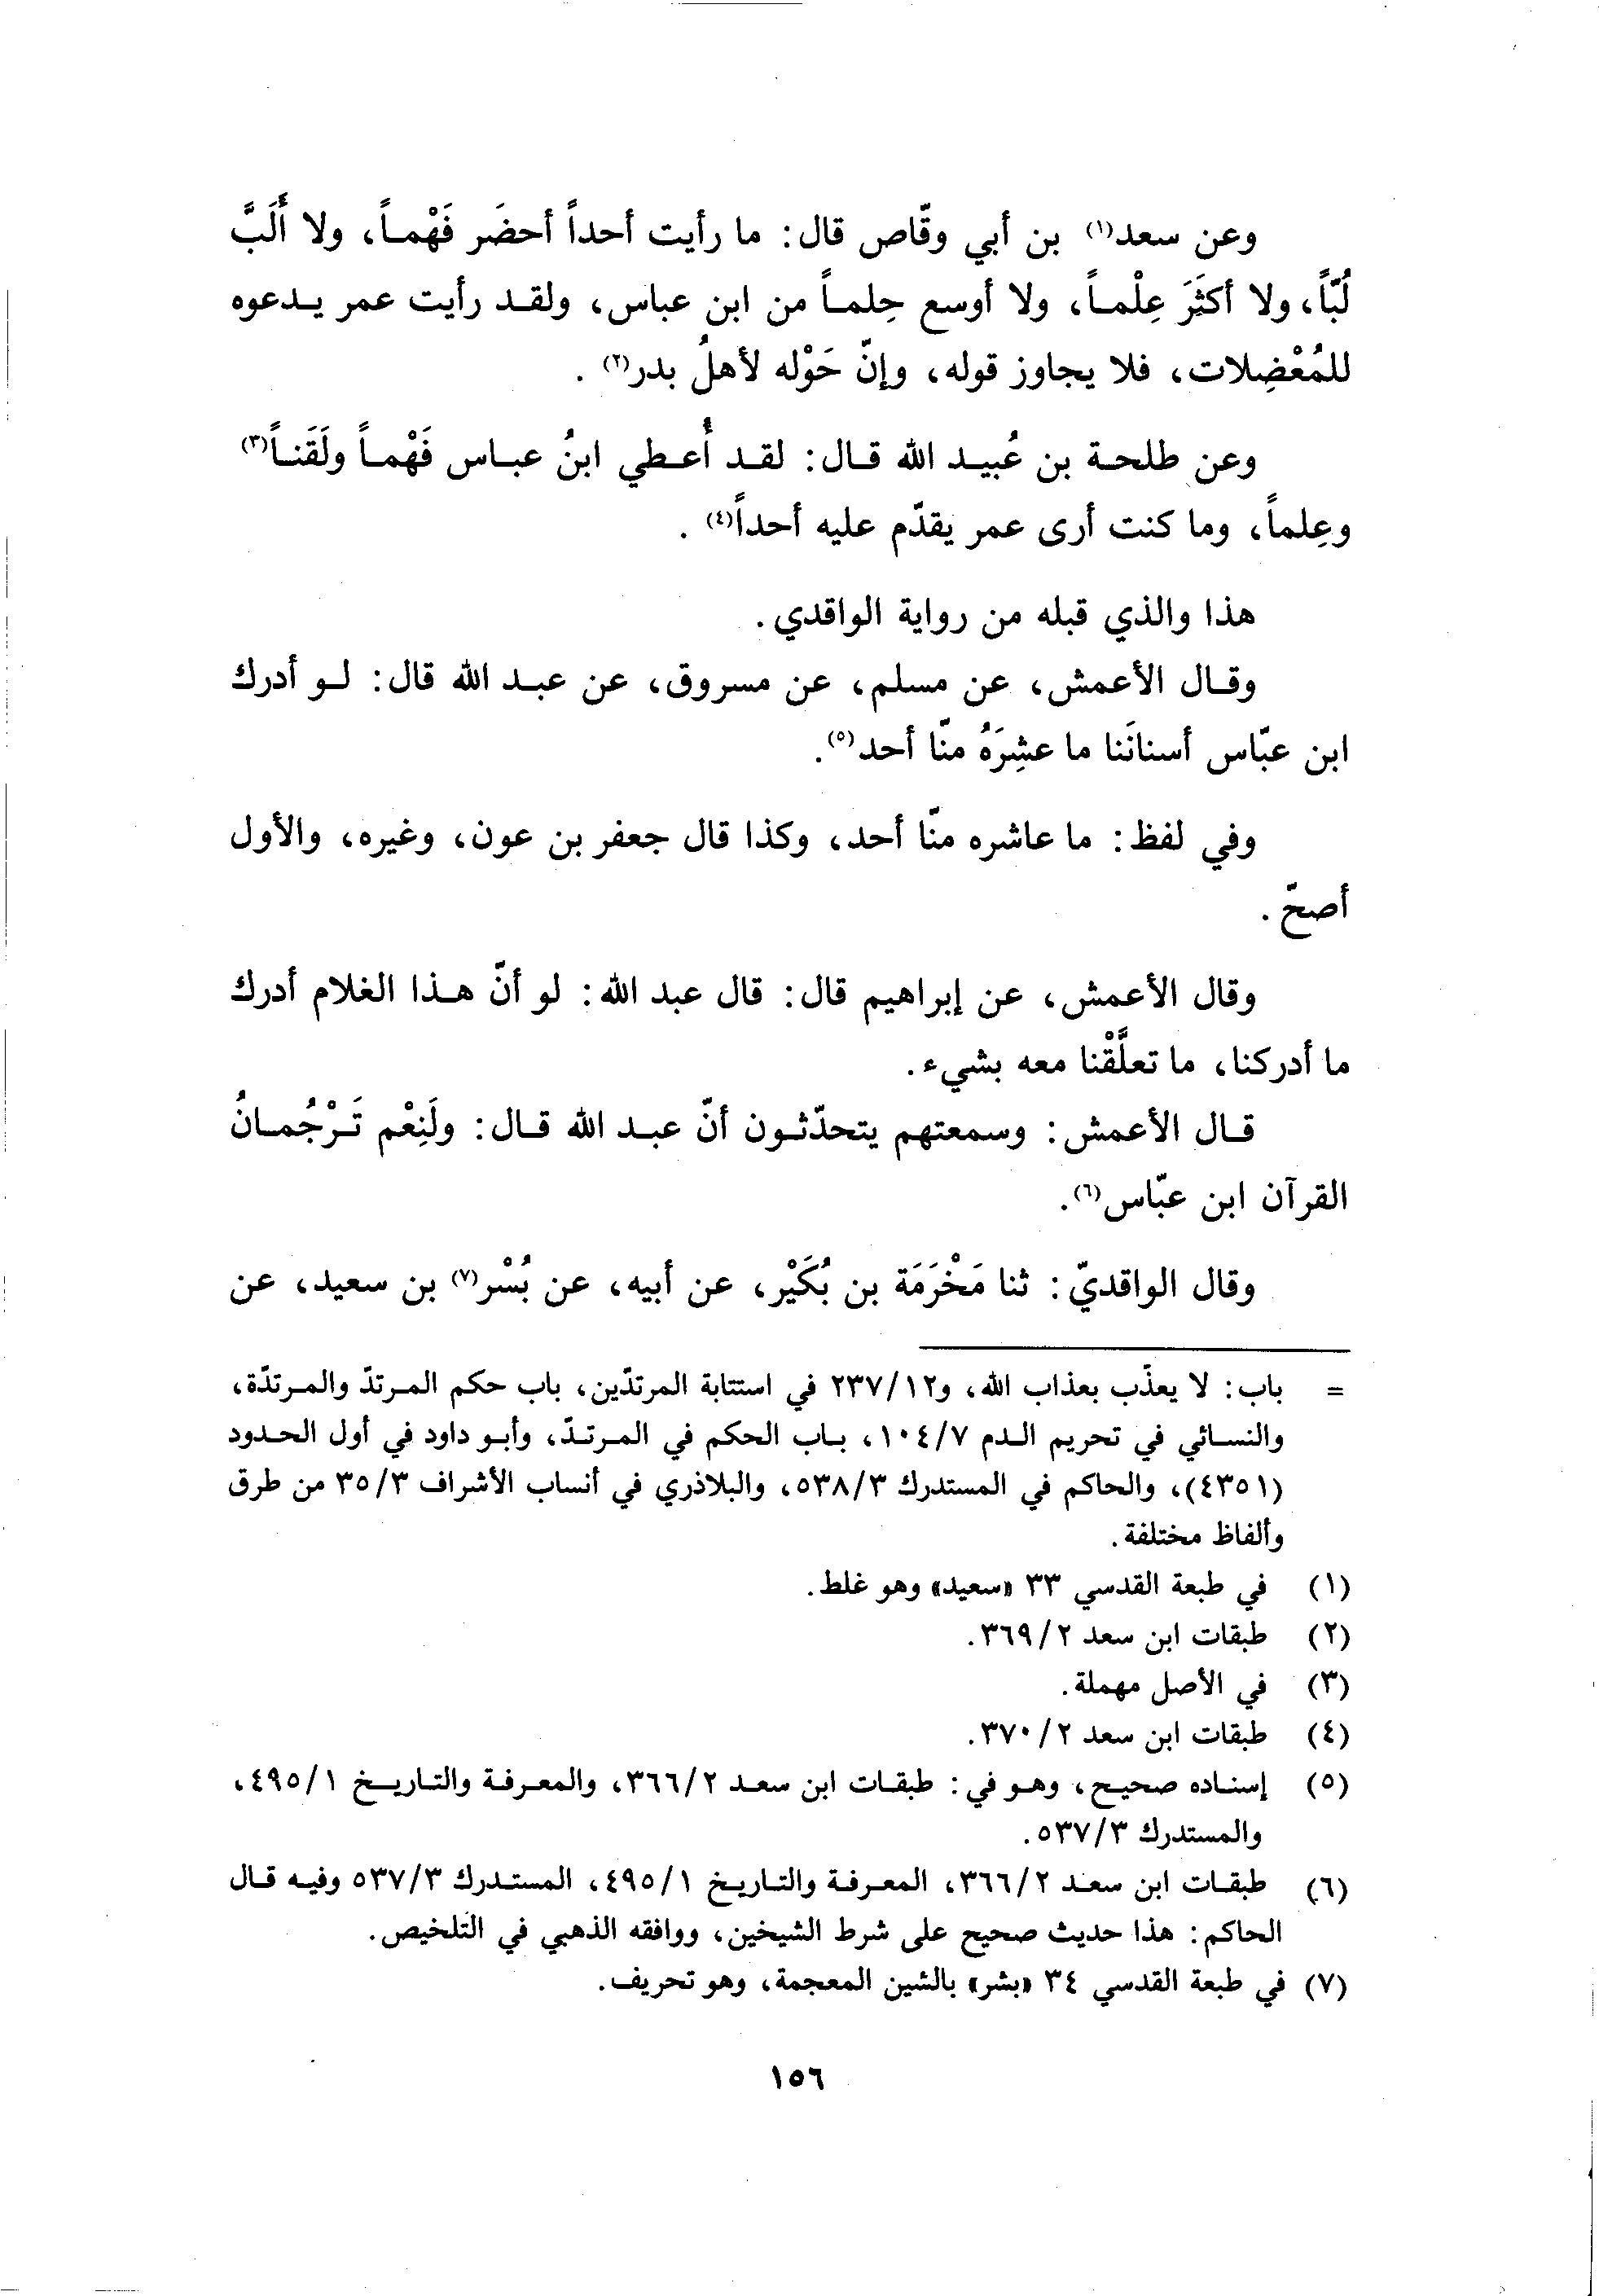 وعن سعد(١) بن أبي وقّاص قال: ما رأيت أحداً أحضَر فَهْماً، ولا أَلَبَّ
لُبّاً، ولا أكثَرَ عِلْماً، ولا أوسع حِلماً من ابن عباس، ولقد رأيت عمر يدعوه
للمُعْضِلات، فلا يجاوز قوله، وإنّ حَوْله لأهلُ بدر(٢).
وعن طلحة بن عُبيد الله قال: لقد أُعطي ابنُ عباس فَهْماً ولَقَناً(٣)
وعِلماً، وما كنت أرى عمر يقدّم عليه أحداً(٤).
هذا والذي قبله من رواية الواقدي.
وقال الأعمش، عن مسلم، عن مسروق، عن عبد الله قال: لو أدرك
ابن عبّاس أسنانَنا ما عشِرَهُ منّا أحد(٥).
وفي لفظ: ما عاشره منّا أحد، وكذا قال جعفر بن عون، وغيره، والأول
أصحّ.
وقال الأعمش، عن إبراهيم قال: قال عبد الله: لو أنّ هذا الغلام أدرك
ما أدركنا، ما تعلَّقْنا معه بشيء.
قال الأعمش: وسمعتهم يتحدّثون أنّ عبد الله قال: ولَنِعْم تَرْجُمانُ
القرآن ابن عبّاس(٦).
وقال الواقديّ: ثنا مَخْرَمَة بن بُكَيْر، عن أبيه، عن بُسْر(٧) بن سعيد، عن
= باب: لا يعذّب بعذاب الله، و٢٣٧/١٢ في استتابة المرتدّين، باب حكم المرتدّ والمرتدّة،
والنسائي في تحريم الدم ١٠٤/٧، باب الحكم في المرتدّ، وأبو داود في أول الحدود
(٤٣٥١)، والحاكم في المستدرك ٥٣٨/٣، والبلاذري في أنساب الأشراف ٣٥/٣ من طرق
وألفاظ مختلفة.
(١) في طبعة القدسي ٣٣ «سعيد» وهو غلط.
(٢) طبقات ابن سعد ٣٦٩/٢.
(٣) في الأصل مهملة.
(٤) طبقات ابن سعد ٣٧٠/٢.
(٥) إسناده صحيح، وهو في: طبقات ابن سعد ٣٦٦/٢، والمعرفة والتاريخ ٤٩٥/١،
والمستدرك ٥٣٧/٣.
(٦) طبقات ابن سعد ٣٦٦/٢، المعرفة والتاريخ ٤٩٥/١، المستدرك ٥٣٧/٣ وفيه قال
الحاكم: هذا حديث صحيح على شرط الشيخين، ووافقه الذهبي في التلخيص.
(٧) في طبعة القدسي ٣٤ «بشر» بالشين المعجمة، وهو تحريف.
١٥٦